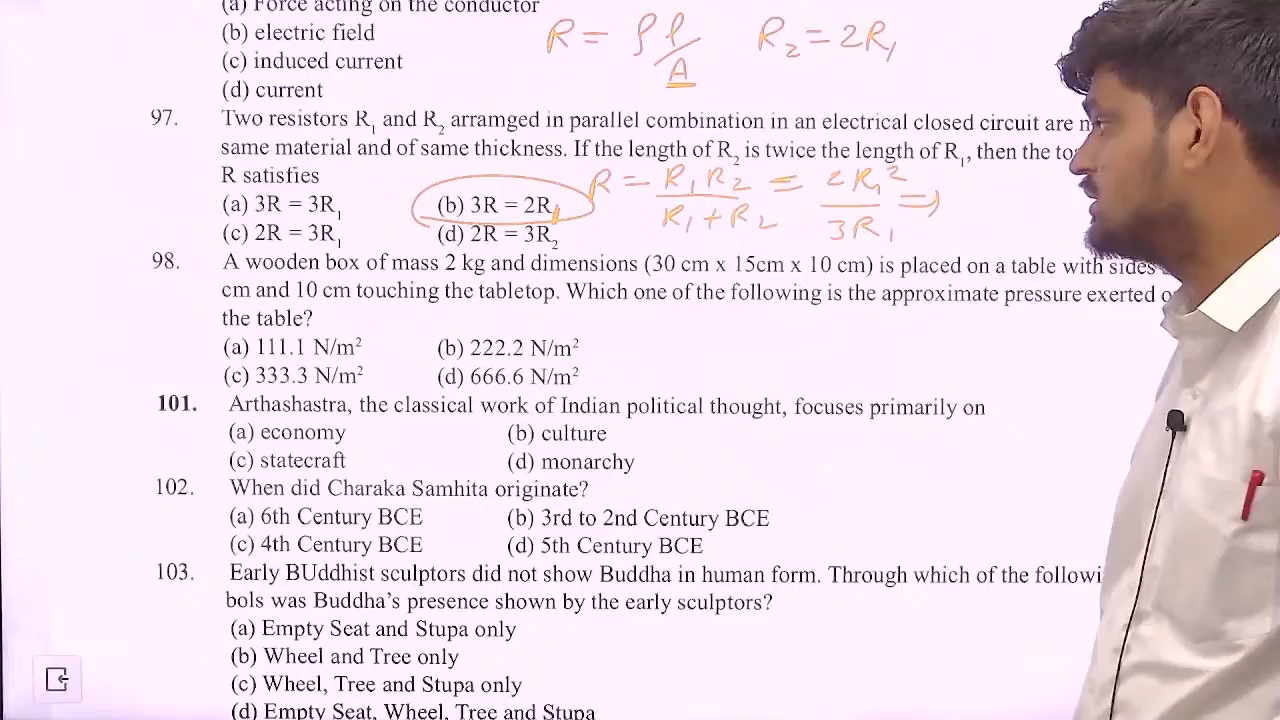 (a) Force acting on the conductor
(b) electric field
(c) induced current
(d) current
R = ρl/A R₂ = 2R₁
97. Two resistors R₁ and R₂ arramged in parallel combination in an electrical closed circuit are
same material and of same thickness. If the length of R₂ is twice the length of R₁, then the
R satisfies
(a) 3R = 3R₁ (b) 3R = 2R₁
(c) 2R = 3R₁ (d) 2R = 3R₂
R = R₁R₂/R₁+R₂ = 2R₁²/3R₁ ⇒
98. A wooden box of mass 2 kg and dimensions (30 cm x 15cm x 10 cm) is placed on a table with sides
cm and 10 cm touching the tabletop. Which one of the following is the approximate pressure exerted
the table?
(a) 111.1 N/m² (b) 222.2 N/m²
(c) 333.3 N/m² (d) 666.6 N/m²
101. Arthashastra, the classical work of Indian political thought, focuses primarily on
(a) economy (b) culture
(c) statecraft (d) monarchy
102. When did Charaka Samhita originate?
(a) 6th Century BCE (b) 3rd to 2nd Century BCE
(c) 4th Century BCE (d) 5th Century BCE
103. Early BUddhist sculptors did not show Buddha in human form. Through which of the followi
bols was Buddha's presence shown by the early sculptors?
(a) Empty Seat and Stupa only
(b) Wheel and Tree only
(c) Wheel, Tree and Stupa only
(d) Empty Seat, Wheel, Tree and Stupa